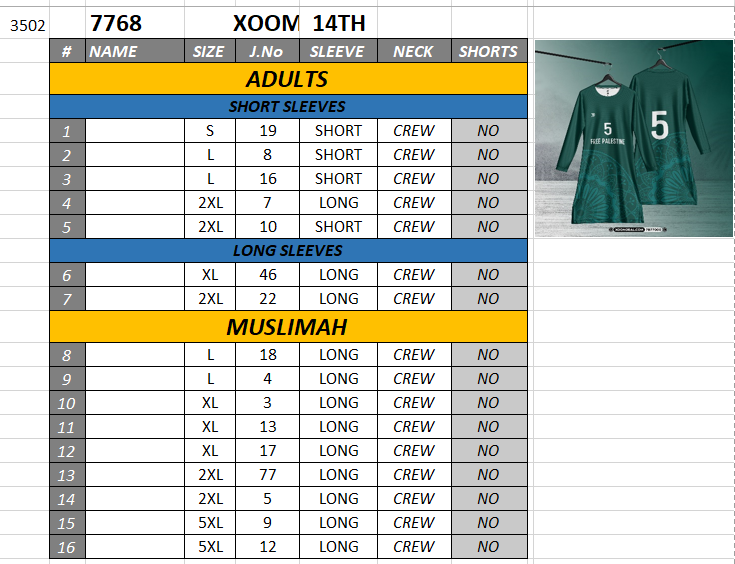 3502 7768 XOOM 14TH
# NAME SIZE J.No SLEEVE NECK SHORTS
ADULTS
SHORT SLEEVES
1 S 19 SHORT CREW NO
2 L 8 SHORT CREW NO
3 L 16 SHORT CREW NO
4 2XL 7 LONG CREW NO
5 2XL 10 SHORT CREW NO
LONG SLEEVES
6 XL 46 LONG CREW NO
7 2XL 22 LONG CREW NO
MUSLIMAH
8 L 18 LONG CREW NO
9 L 4 LONG CREW NO
10 XL 3 LONG CREW NO
11 XL 13 LONG CREW NO
12 XL 17 LONG CREW NO
13 2XL 77 LONG CREW NO
14 2XL 5 LONG CREW NO
15 5XL 9 LONG CREW NO
16 5XL 12 LONG CREW NO
5
FREE PALESTINE
5